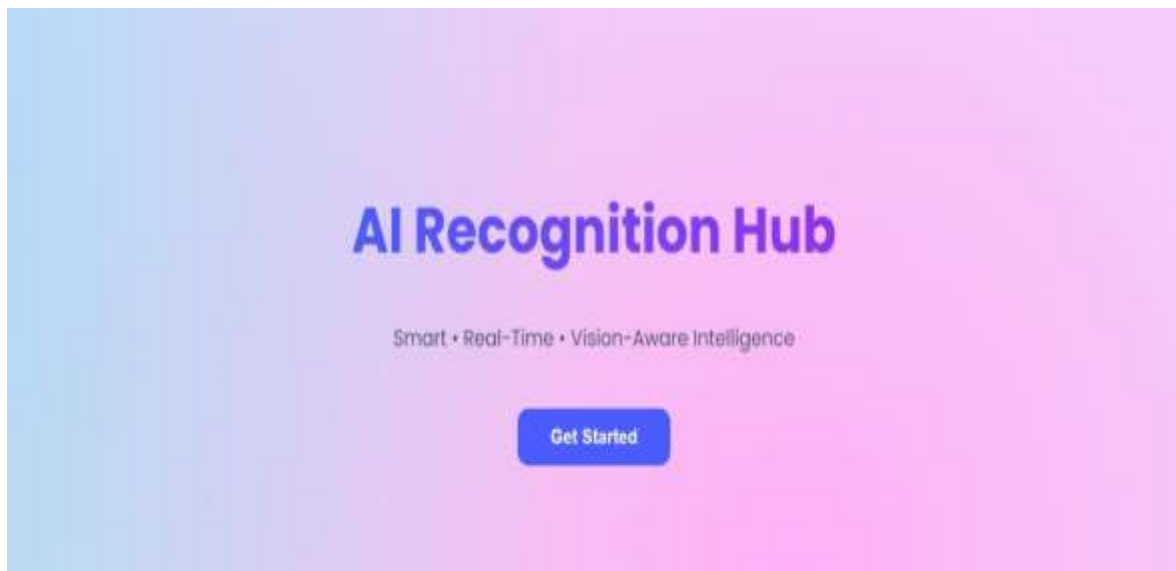 AI Recognition Hub
Smart • Real-Time • Vision-Aware Intelligence
Get Started